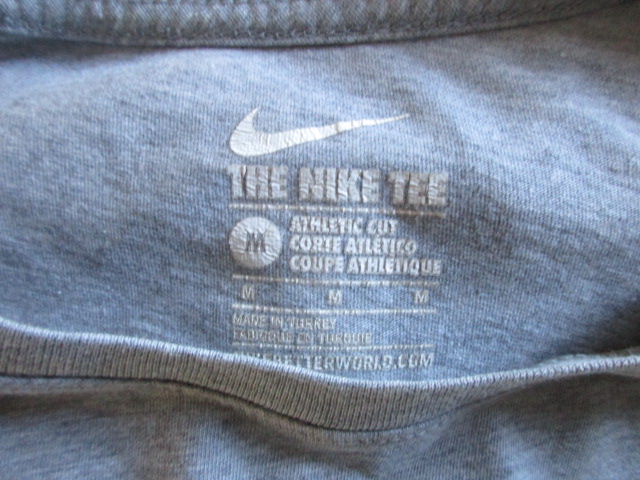 THE NIKE TEE
M
ATHLETIC CUT
CORTE ATLÉTICO
COUPE ATHLÉTIQUE
M M M
MADE IN TURKEY
FABRIQUÉ EN TURQUIE